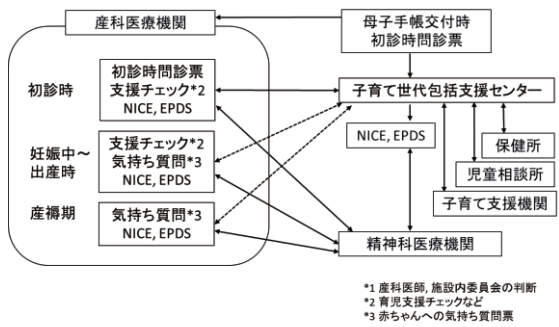 産科医療機関
母子手帳交付時
初診時問診票
初診時
初診時問診票
支援チェック*2
NICE, EPDS
子育て世代包括支援センター
妊娠中～
出産時
支援チェック*2
気持ち質問*3
NICE, EPDS
NICE, EPDS
保健所
児童相談所
子育て支援機関
産褥期
気持ち質問*3
NICE, EPDS
精神科医療機関
*1 産科医師, 施設内委員会の判断
*2 育児支援チェックなど
*3 赤ちゃんへの気持ち質問票